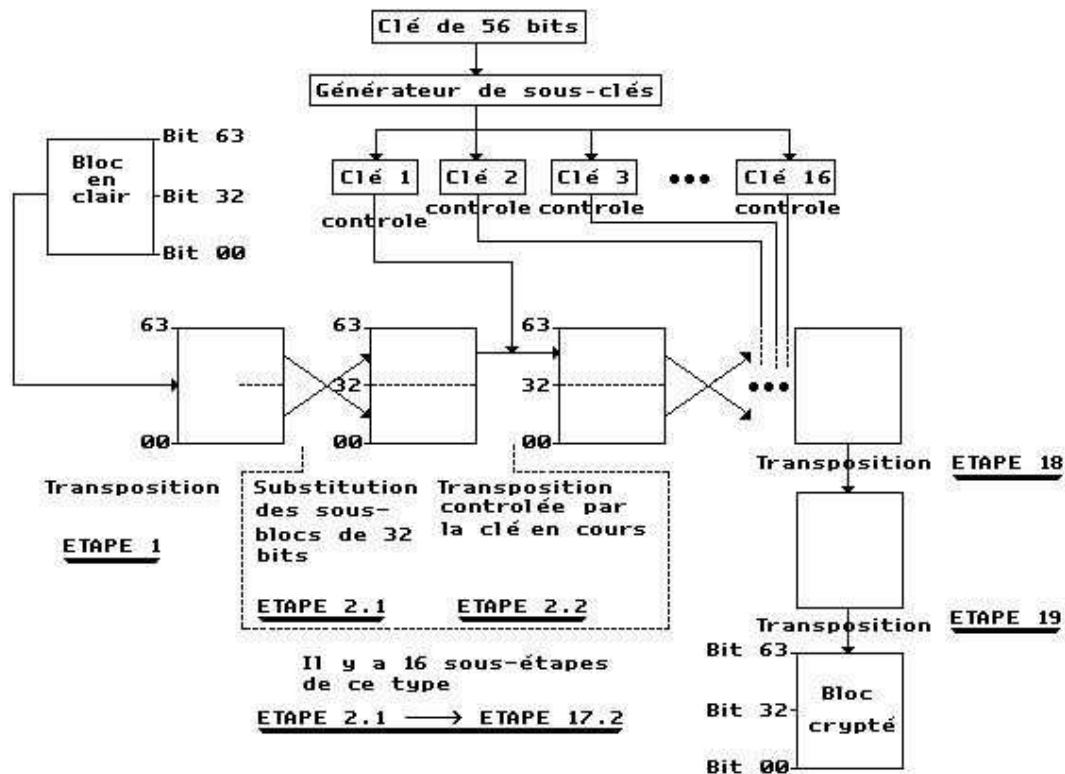 Clé de 56 bits
Générateur de sous-clés
Bit 63
Bloc
en
clair
Bit 32
Bit 00
Clé 1
Clé 2
Clé 3
•••
Clé 16
controle
controle
controle
controle
63
63
63
32
32
•••
00
00
00
Transposition
ETAPE 1
Substitution
des sous-
blocs de 32
bits
ETAPE 2.1
Transposition
controlée par
la clé en cours
ETAPE 2.2
Il y a 16 sous-étapes
de ce type
ETAPE 2.1 → ETAPE 17.2
Transposition ETAPE 18
Transposition ETAPE 19
Bit 63
Bit 32
Bit 00
Bloc
crypté